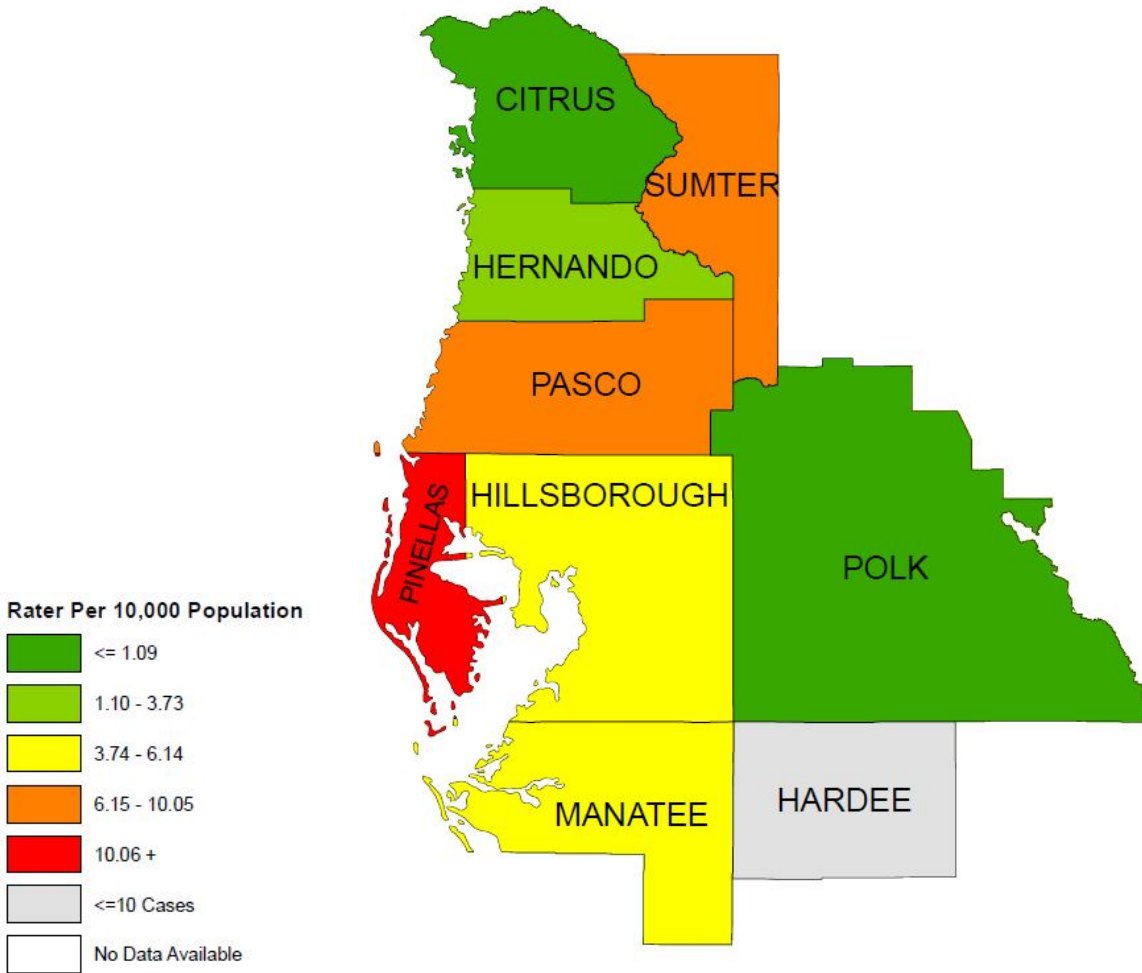 CITRUS
SUMTER
HERNANDO
PASCO
HILLSBOROUGH
PINELLAS
POLK
MANATEE
HARDEE
Rater Per 10,000 Population
<= 1.09
1.10 - 3.73
3.74 - 6.14
6.15 - 10.05
10.06 +
<=10 Cases
No Data Available